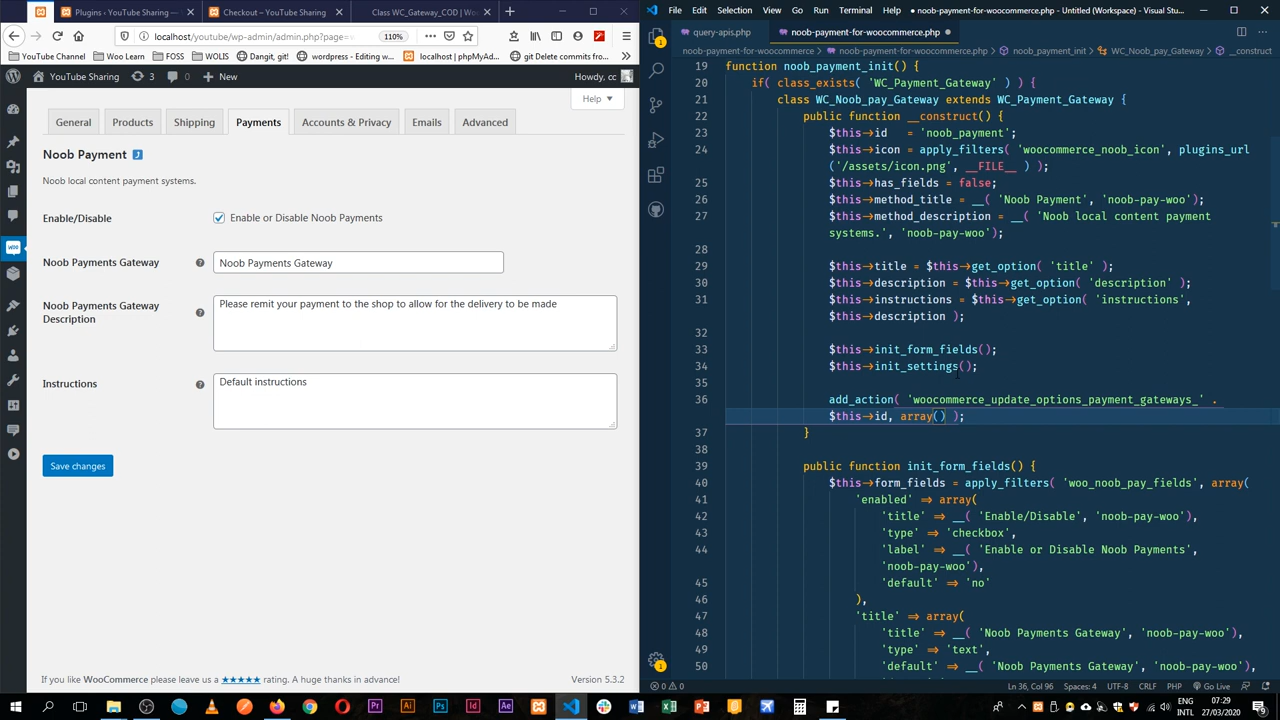 Plugins ‹ YouTube Sharing
Checkout – YouTube Sharing
Class WC_Gateway_COD | Woo
localhost/youtube/wp-admin/admin.php?page=
110%
YouTube Channel
Woo Learn
FOSS
WOLIS
Dangit, git!
wordpress - Editing w
localhost | phpMyAd
git Delete commits from
YouTube Sharing
3
0
New
Howdy, cc
Help
General
Products
Shipping
Payments
Accounts & Privacy
Emails
Advanced
Noob Payment
Noob local content payment systems.
Enable/Disable
Enable or Disable Noob Payments
Noob Payments Gateway
Noob Payments Gateway
Noob Payments Gateway
Description
Please remit your payment to the shop to allow for the delivery to be made
Instructions
Default instructions
Save changes
If you like WooCommerce please leave us a ★★★★★ rating. A huge thanks in advance!
Version 5.3.2
File Edit Selection View Go Run Terminal Help
● noob-payment-for-woocommerce.php - Untitled (Workspace) - Visual Stu...
query-apis.php
noob-payment-for-woocommerce.php ●
noob-payment-for-woocommerce > noob-payment-for-woocommerce.php > noob_payment_init > WC_Noob_pay_Gateway > __construct
19 function noob_payment_init() {
20 if( class_exists( 'WC_Payment_Gateway' ) ) {
21 class WC_Noob_pay_Gateway extends WC_Payment_Gateway {
22 public function __construct() {
23 $this->id = 'noob_payment';
24 $this->icon = apply_filters( 'woocommerce_noob_icon', plugins_url
('/assets/icon.png', __FILE__ ) );
25 $this->has_fields = false;
26 $this->method_title = __( 'Noob Payment', 'noob-pay-woo');
27 $this->method_description = __( 'Noob local content payment
systems.', 'noob-pay-woo');
28
29 $this->title = $this->get_option( 'title' );
30 $this->description = $this->get_option( 'description' );
31 $this->instructions = $this->get_option( 'instructions',
$this->description );
32
33 $this->init_form_fields();
34 $this->init_settings();
35
36 add_action( 'woocommerce_update_options_payment_gateways_' .
$this->id, array() );
37 }
38
39 public function init_form_fields() {
40 $this->form_fields = apply_filters( 'woo_noob_pay_fields', array(
41 'enabled' => array(
42 'title' => __( 'Enable/Disable', 'noob-pay-woo'),
43 'type' => 'checkbox',
44 'label' => __( 'Enable or Disable Noob Payments',
'noob-pay-woo'),
45 'default' => 'no'
46 ),
47 'title' => array(
48 'title' => __( 'Noob Payments Gateway', 'noob-pay-woo'),
49 'type' => 'text',
50 'default' => __( 'Noob Payments Gateway', 'noob-pay-woo'),
0 0
Ln 36, Col 96
Spaces: 4
UTF-8
CRLF
PHP
Go Live
ENG
INTL
07:29
27/03/2020